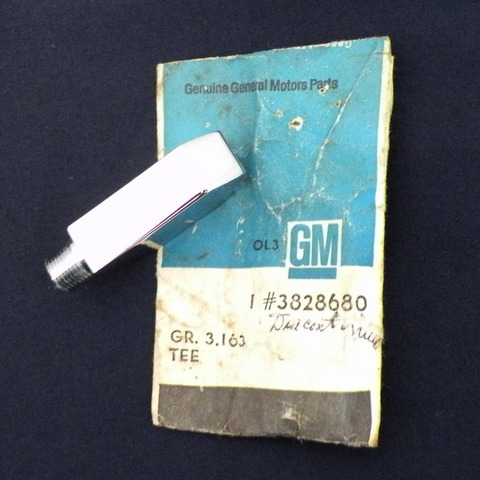 Genuine General Motors Parts
OL3 GM
1 #3828680
Discontinued
GR. 3.163
TEE